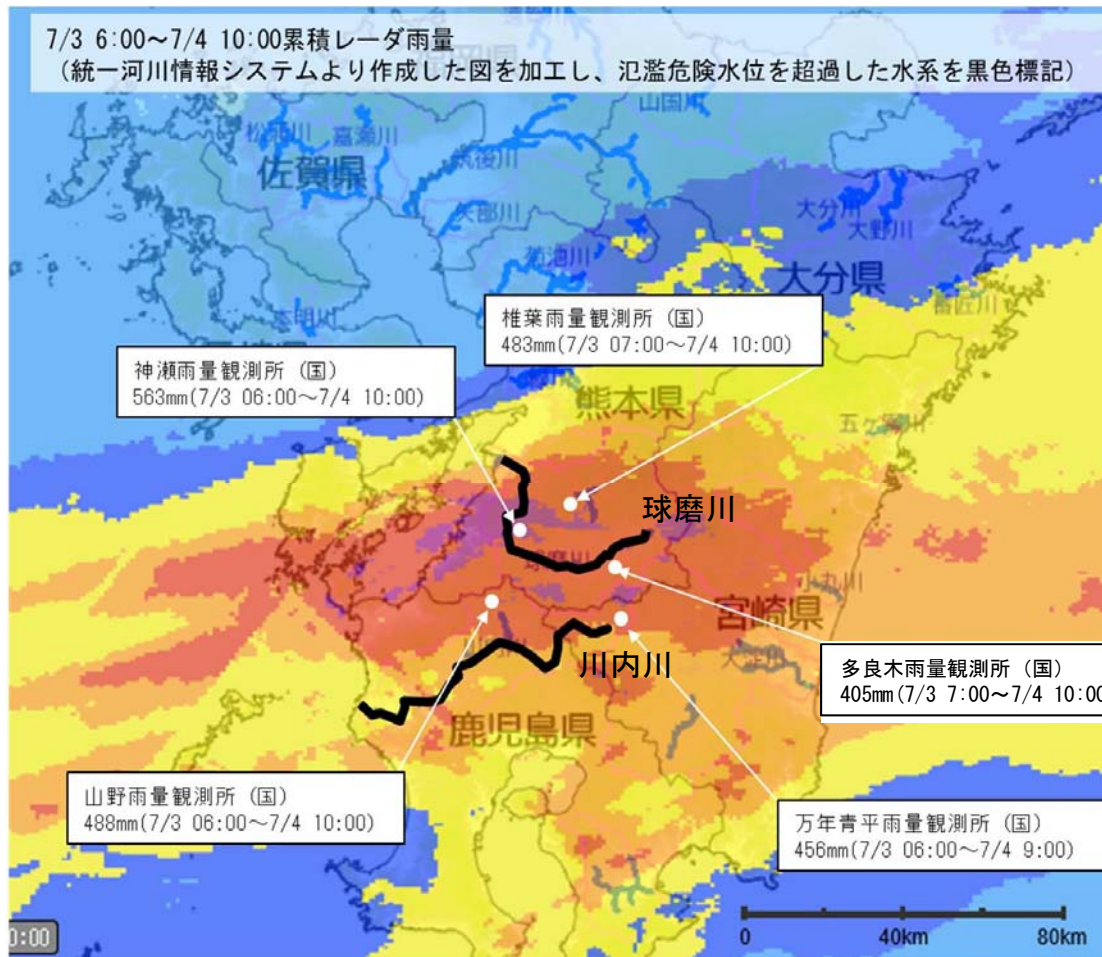 7/3 6:00～7/4 10:00累積レーダ雨量
（統一河川情報システムより作成した図を加工し、氾濫危険水位を超過した水系を黒色標記）
山国川
松浦川
嘉瀬川
佐賀県
筑後川
矢部川
大分川
大野川
菊池川
大分県
番匠川
本明川
椎葉雨量観測所（国）
483mm(7/3 07:00～7/4 10:00)
神瀬雨量観測所（国）
563mm(7/3 06:00～7/4 10:00)
熊本県
五ヶ瀬川
球磨川
球磨川
小丸川
宮崎県
川内川
多良木雨量観測所（国）
405mm(7/3 7:00～7/4 10:00
鹿児島県
山野雨量観測所（国）
488mm(7/3 06:00～7/4 10:00)
万年青平雨量観測所（国）
456mm(7/3 06:00～7/4 9:00)
0:00
0 40km 80km